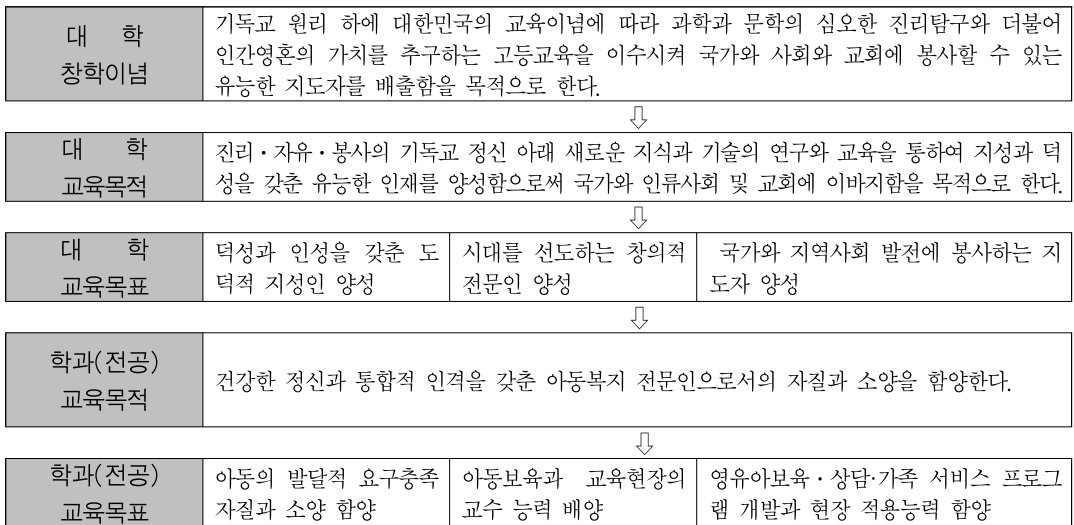 대 학
창학이념
기독교 원리 하에 대한민국의 교육이념에 따라 과학과 문학의 심오한 진리탐구와 더불어
인간영혼의 가치를 추구하는 고등교육을 이수시켜 국가와 사회와 교회에 봉사할 수 있는
유능한 지도자를 배출함을 목적으로 한다.
⇩
대 학
교육목적
진리・자유・봉사의 기독교 정신 아래 새로운 지식과 기술의 연구와 교육을 통하여 지성과 덕
성을 갖춘 유능한 인재를 양성함으로써 국가와 인류사회 및 교회에 이바지함을 목적으로 한다.
⇩
대 학
교육목표
덕성과 인성을 갖춘 도
덕적 지성인 양성
시대를 선도하는 창의적
전문인 양성
국가와 지역사회 발전에 봉사하는 지
도자 양성
⇩
학과(전공)
교육목적
건강한 정신과 통합적 인격을 갖춘 아동복지 전문인으로서의 자질과 소양을 함양한다.
⇩
학과(전공)
교육목표
아동의 발달적 요구충족
자질과 소양 함양
아동보육과 교육현장의
교수 능력 배양
영유아보육・상담·가족 서비스 프로그
램 개발과 현장 적용능력 함양